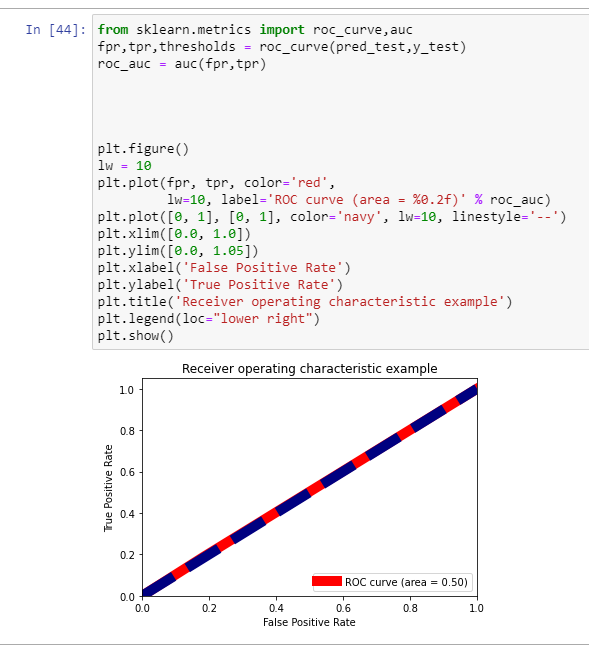 In [44]: from sklearn.metrics import roc_curve,auc
fpr,tpr,thresholds = roc_curve(pred_test,y_test)
roc_auc = auc(fpr,tpr)
plt.figure()
lw = 10
plt.plot(fpr, tpr, color='red',
lw=10, label='ROC curve (area = %0.2f)' % roc_auc)
plt.plot([0, 1], [0, 1], color='navy', lw=10, linestyle='--')
plt.xlim([0.0, 1.0])
plt.ylim([0.0, 1.05])
plt.xlabel('False Positive Rate')
plt.ylabel('True Positive Rate')
plt.title('Receiver operating characteristic example')
plt.legend(loc="lower right")
plt.show()
Receiver operating characteristic example
1.0
0.8
0.6
0.4
0.2
0.0
True Positive Rate
ROC curve (area = 0.50)
0.0 0.2 0.4 0.6 0.8 1.0
False Positive Rate